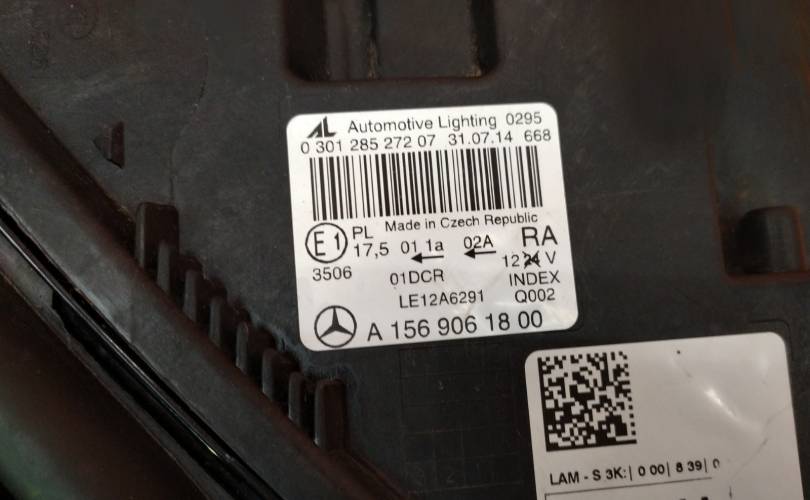 AL Automotive Lighting 0295
0 301 285 272 07 31.07.14 668
Made in Czech Republic
E1 PL 17,5 01 1a 02A RA
3506 12 24 V
01DCR INDEX
LE12A6291 Q002
A 156 906 18 00
LAM - S 3K:| 0 00| 8 39| 0